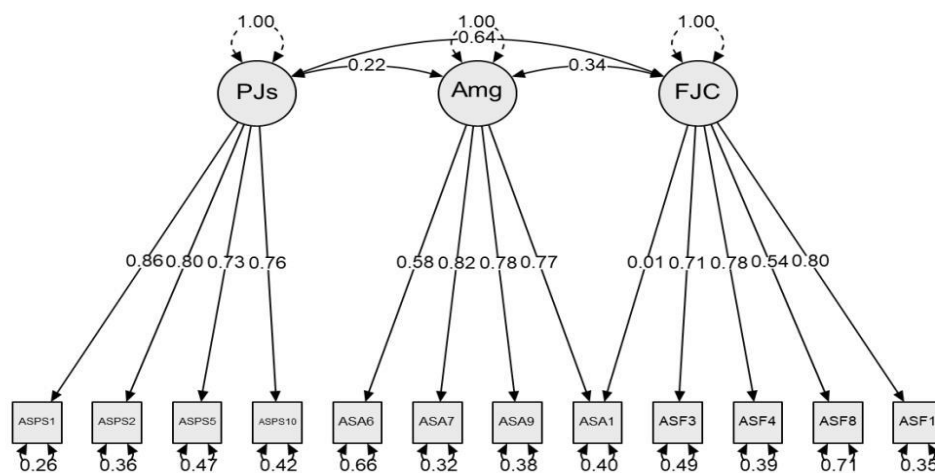 1.00 1.00 1.00
0.64
0.22 0.34
PJs Amg FJC
0.86 0.80 0.73 0.76 0.58 0.82 0.78 0.77 0.01 0.71 0.78 0.54 0.80
ASPS1 ASPS2 ASPS5 ASPS10 ASA6 ASA7 ASA9 ASA1 ASF3 ASF4 ASF8 ASF1
0.26 0.36 0.47 0.42 0.66 0.32 0.38 0.40 0.49 0.39 0.71 0.35